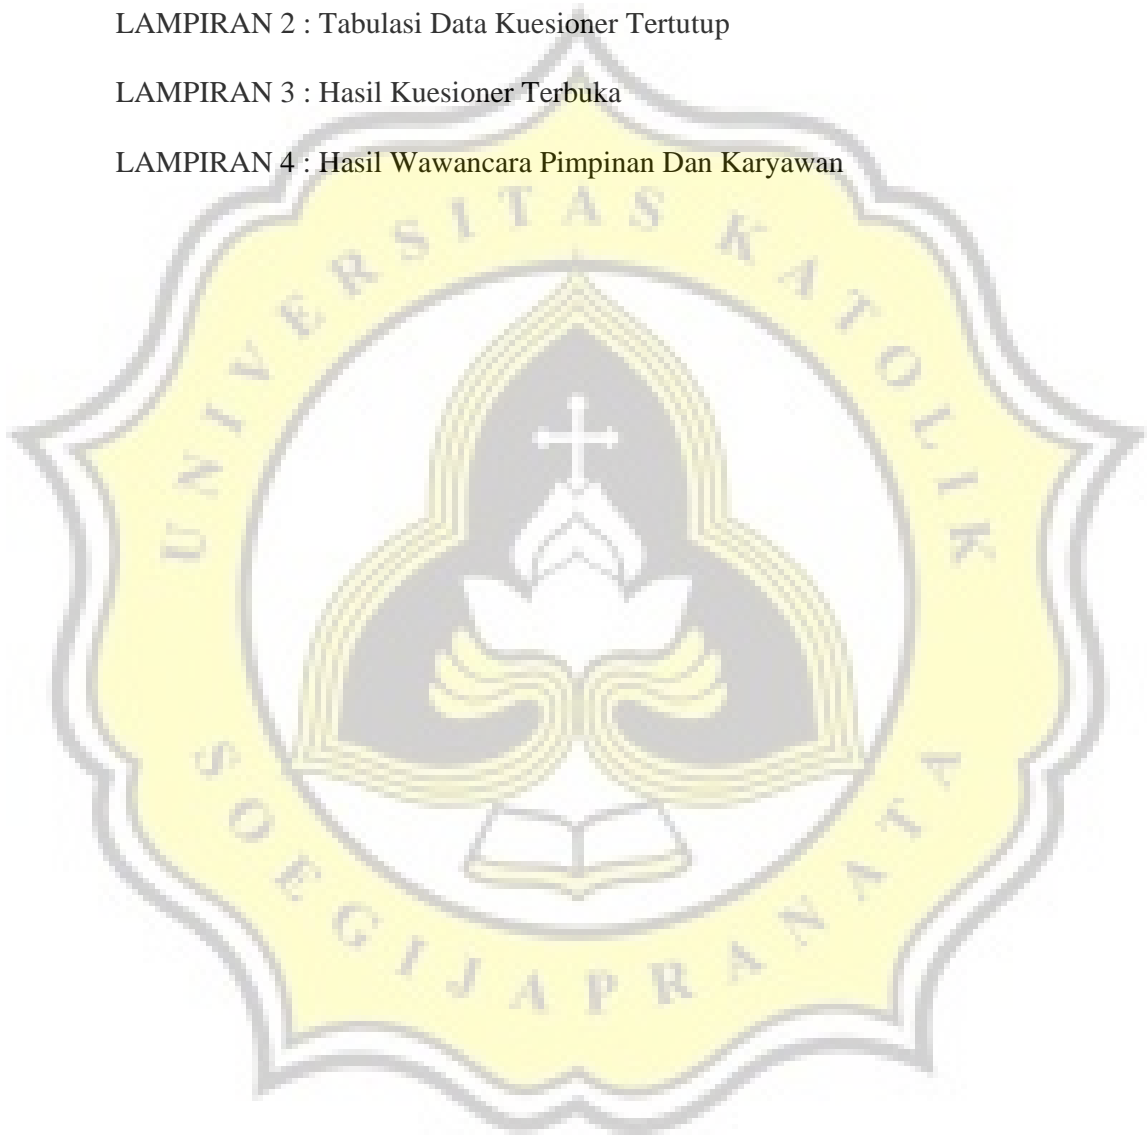 LAMPIRAN 2 : Tabulasi Data Kuesioner Tertutup
LAMPIRAN 3 : Hasil Kuesioner Terbuka
LAMPIRAN 4 : Hasil Wawancara Pimpinan Dan Karyawan
UNIVERSITAS KATOLIK
SOEGIJAPRANATA